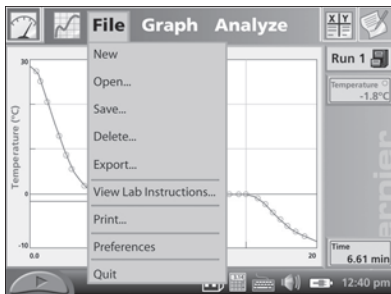 File Graph Analyze
X Y
New
Open...
Save...
Delete...
Export...
View Lab Instructions...
Print...
Preferences
Quit
Run 1
Temperature
-1.8°C
Time
6.61 min
Temperature (°C)
30
0
-10
0.0
20
12:40 pm